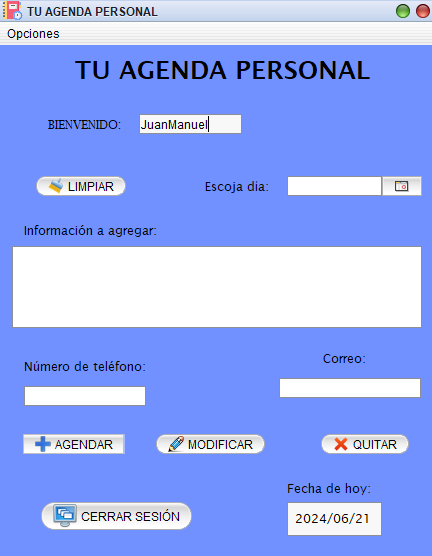 TU AGENDA PERSONAL
Opciones
TU AGENDA PERSONAL
BIENVENIDO: JuanManuel
LIMPIAR Escoja dia:
Información a agregar:
Número de teléfono: Correo:
AGENDAR MODIFICAR QUITAR
CERRAR SESIÓN Fecha de hoy:
2024/06/21